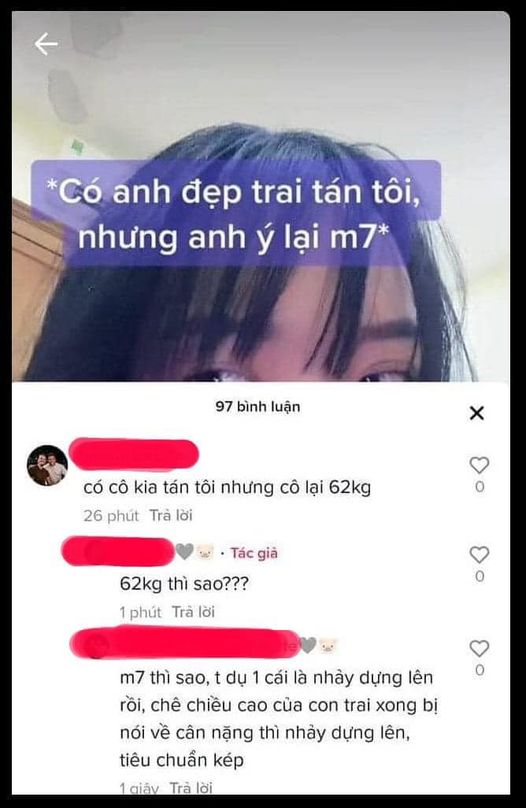 *Có anh đẹp trai tán tôi,
nhưng anh ý lại m7*
97 bình luận
có cô kia tán tôi nhưng cô lại 62kg
26 phút Trả lời
0
· Tác giả
62kg thì sao???
1 phút Trả lời
0
m7 thì sao, t dụ 1 cái là nhảy dựng lên
rồi, chê chiều cao của con trai xong bị
nói về cân nặng thì nhảy dựng lên,
tiêu chuẩn kép
1 giây Trả lời
0